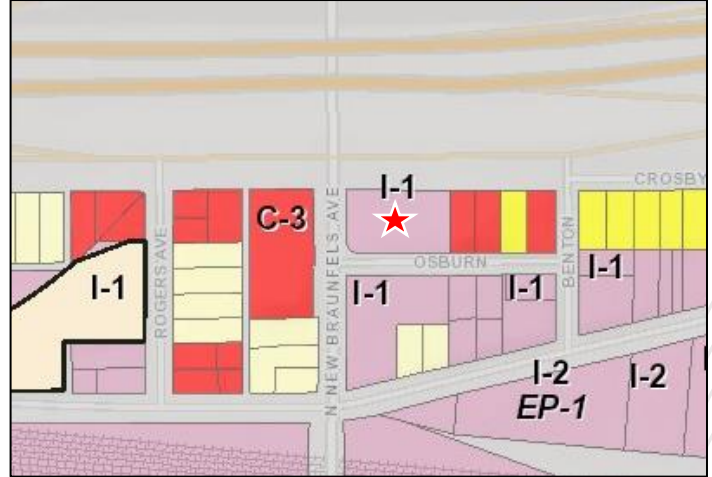 CROSBY
I-1
C-3
ROGERS AVE
N NEW BRAUNFELS AVE
BENTON
OSBURN
I-1
I-1
I-1
I-1
I-2
EP-1
I-2